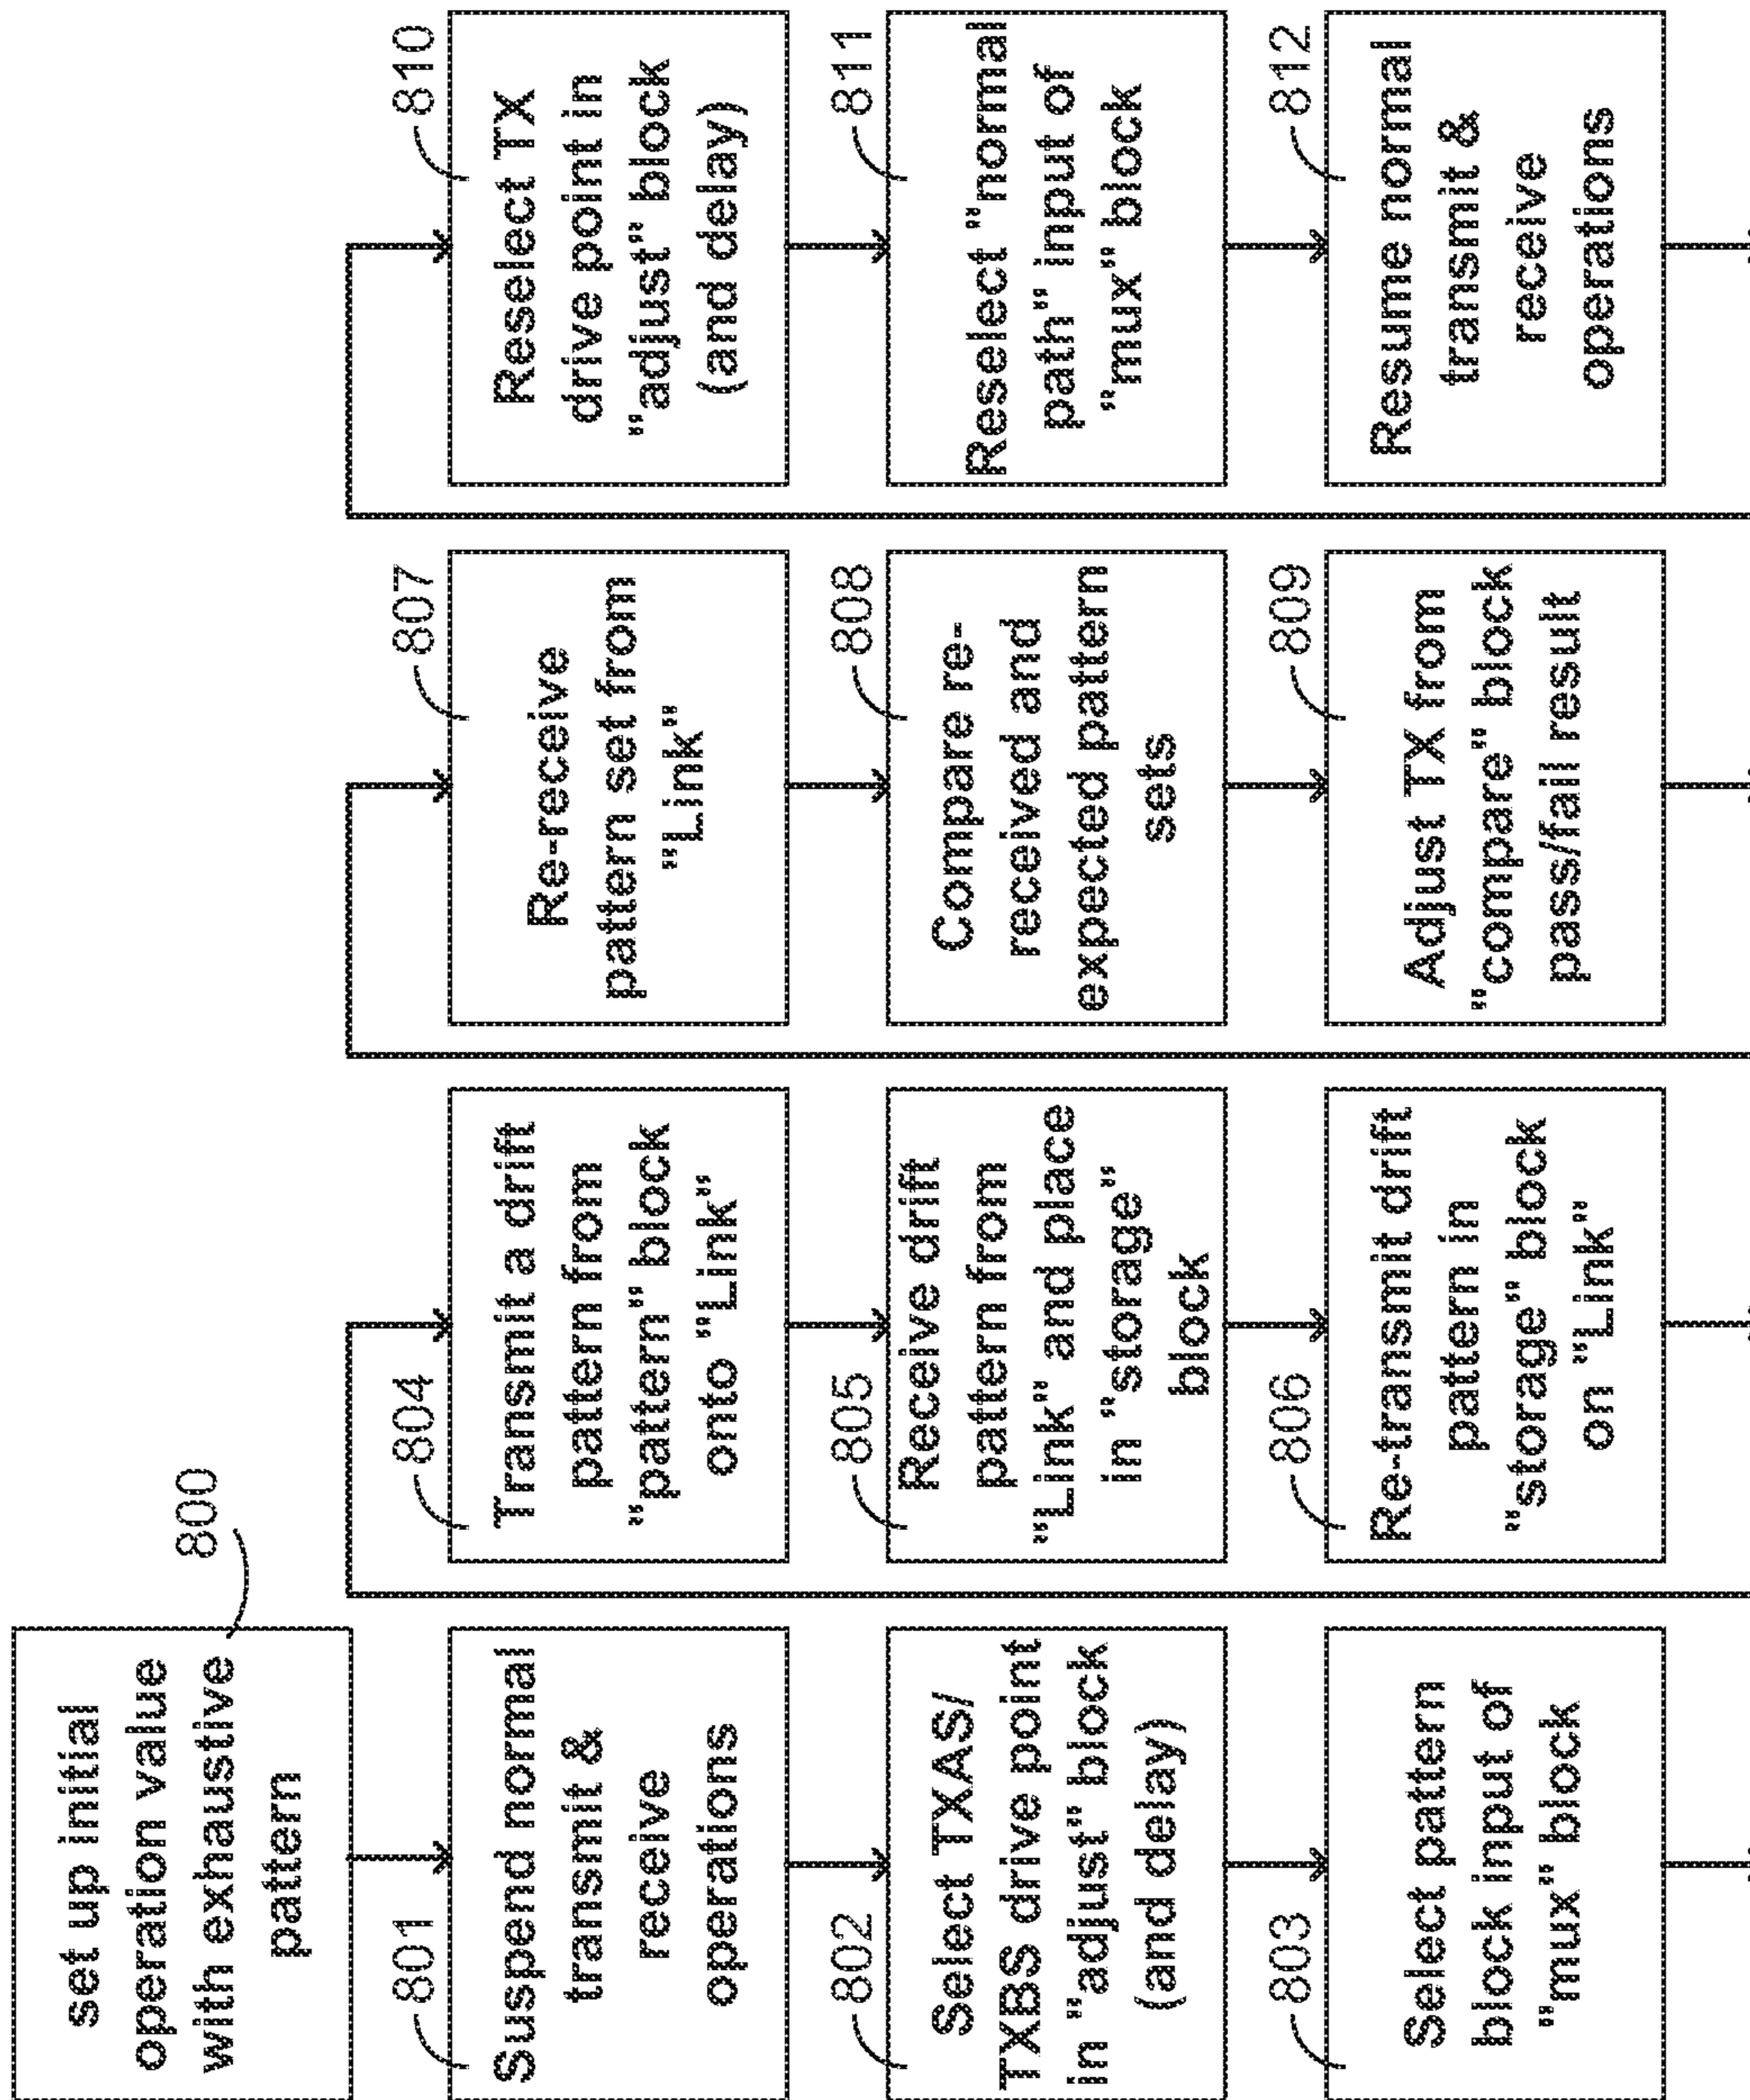 set up initial
operation value
with exhaustive
pattern
800
801
Suspend normal
transmit &
receive
operations
802
Select TXAS/
TXBS drive point
in "adjust" block
(and delay)
803
Select pattern
block input of
"mux" block
804
Transmit a drift
pattern from
"pattern" block
onto "Link"
805
Receive drift
pattern from
"Link" and place
in "storage"
block
806
Re-transmit drift
pattern in
"storage" block
on "Link"
807
Re-receive
pattern set from
"Link"
808
Compare re-
received and
expected pattern
sets
809
Adjust TX from
"compare" block
pass/fail result
810
Reselect TX
drive point in
"adjust" block
(and delay)
811
Reselect "normal
path" input of
"mux" block
812
Resume normal
transmit &
receive
operations